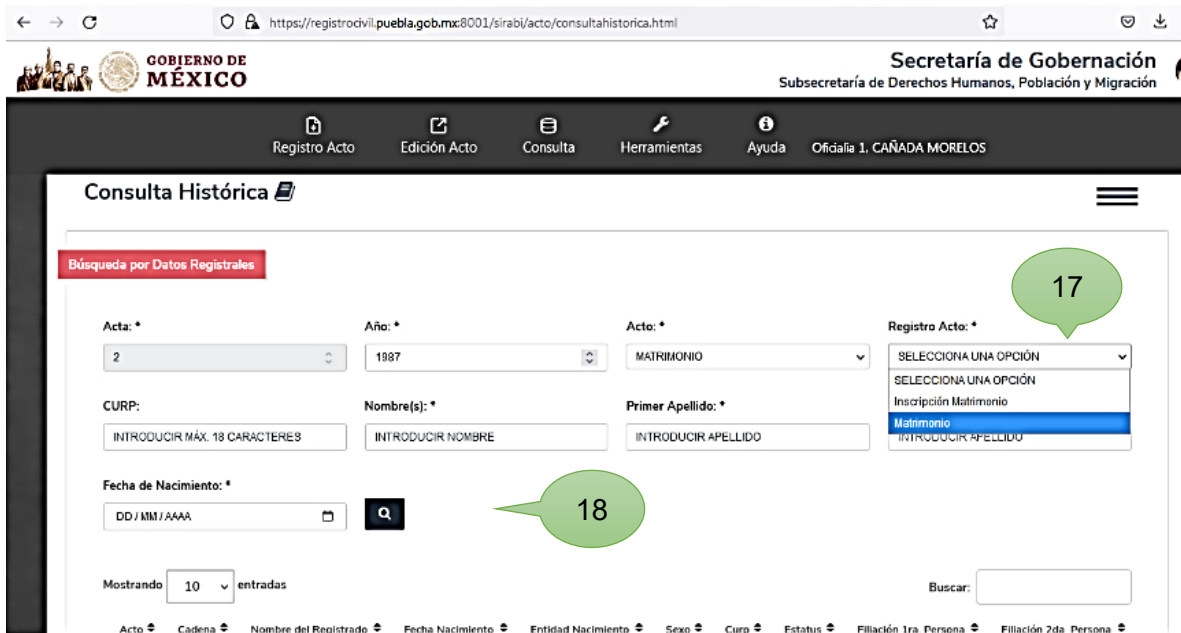 https://registrocivil.puebla.gob.mx:8001/sirabi/acto/consultahistorica.html
GOBIERNO DE
MÉXICO
Secretaría de Gobernación
Subsecretaría de Derechos Humanos, Población y Migración
Registro Acto Edición Acto Consulta Herramientas Ayuda Oficialia 1, CAÑADA MORELOS
Consulta Histórica
Búsqueda por Datos Registrales
17
Acta: * Año: * Acto: * Registro Acto: *
2 1987 MATRIMONIO SELECCIONA UNA OPCIÓN
SELECCIONA UNA OPCIÓN
Inscripción Matrimonio
Matrimonio
CURP: Nombre(s): * Primer Apellido: *
INTRODUCIR MÁX. 18 CARACTERES INTRODUCIR NOMBRE INTRODUCIR APELLIDO INTRODUCIR APELLIDO
Fecha de Nacimiento: *
DD / MM / AAAA
18
Mostrando 10 entradas Buscar:
Acto Cadena Nombre del Registrado Fecha Nacimiento Entidad Nacimiento Sexo Curp Estatus Filiación 1ra. Persona Filiación 2da. Persona